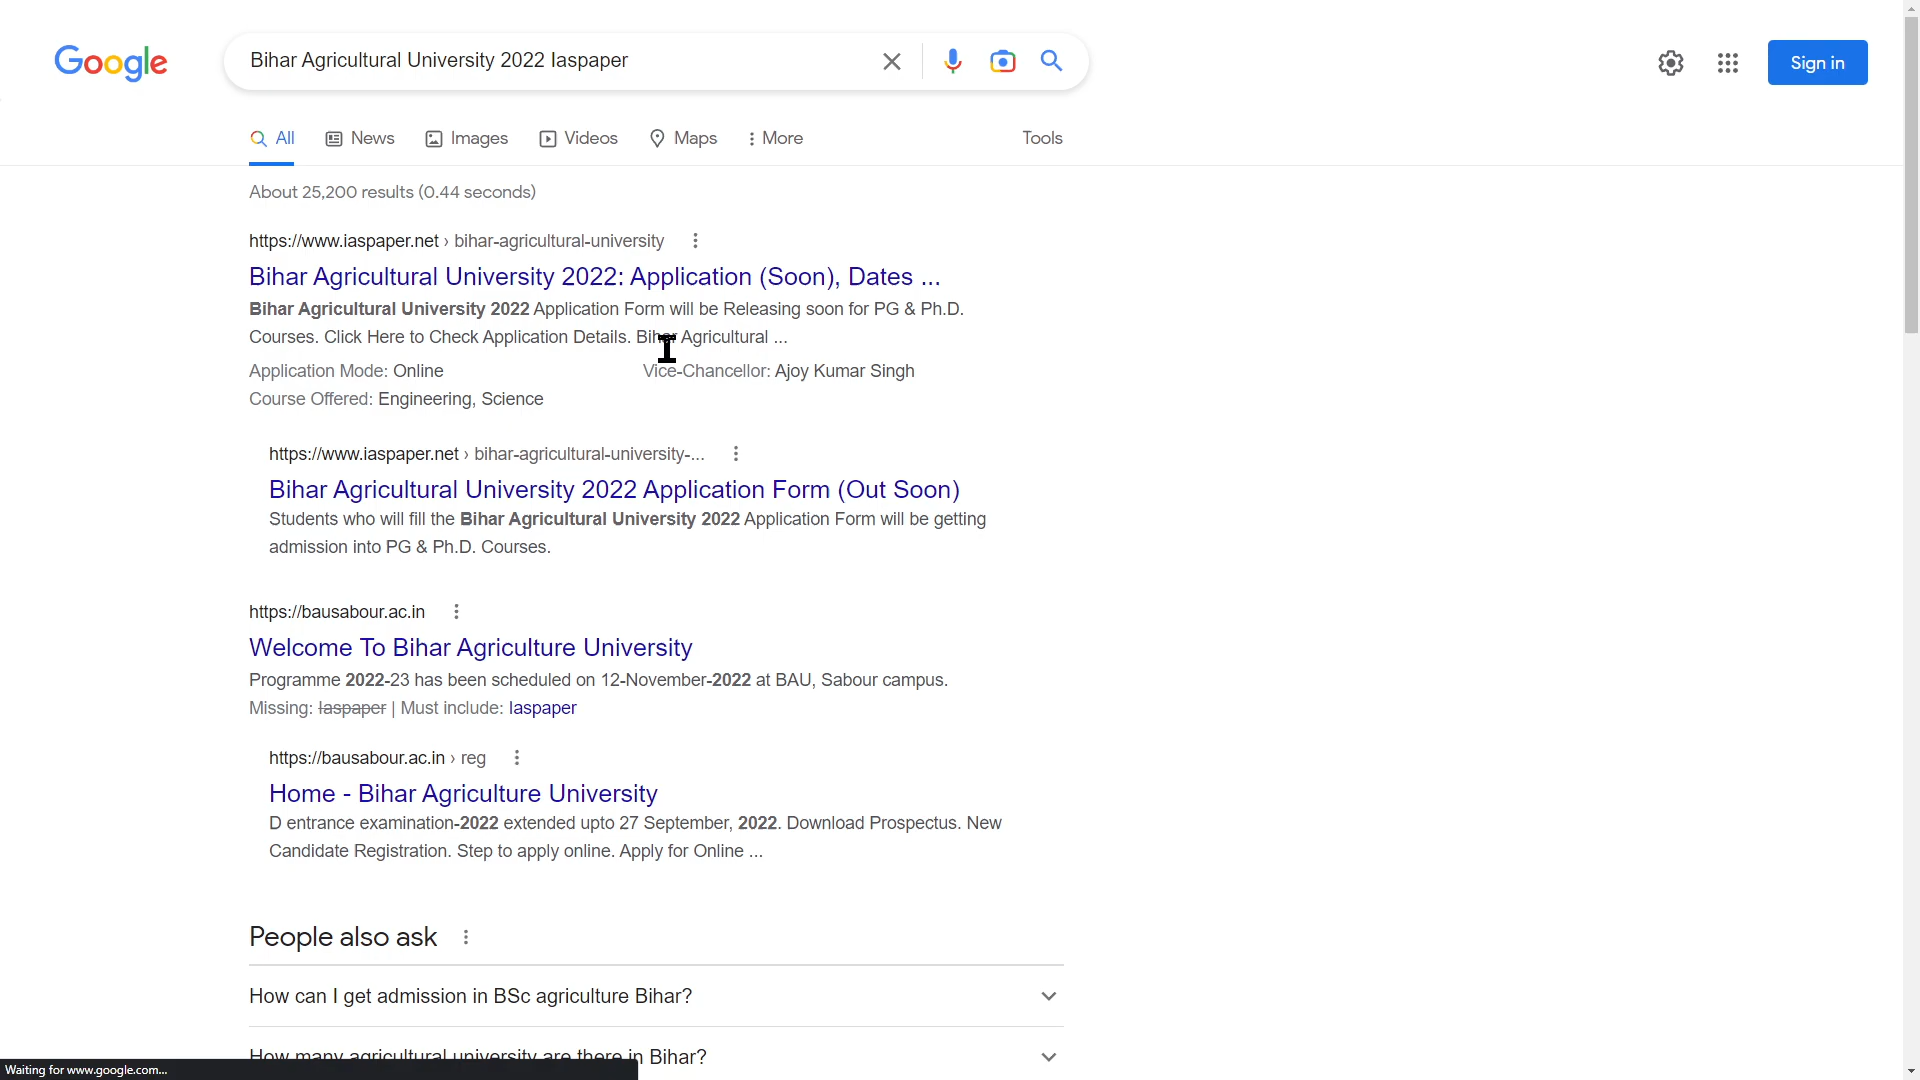 Google
Bihar Agricultural University 2022 Iaspaper
Sign in
All
News
Images
Videos
Maps
More
Tools
About 25,200 results (0.44 seconds)
https://www.iaspaper.net › bihar-agricultural-university
Bihar Agricultural University 2022: Application (Soon), Dates ...
Bihar Agricultural University 2022 Application Form will be Releasing soon for PG & Ph.D.
Courses. Click Here to Check Application Details. Bihar Agricultural ...
Application Mode: Online
Vice-Chancellor: Ajoy Kumar Singh
Course Offered: Engineering, Science
https://www.iaspaper.net › bihar-agricultural-university-...
Bihar Agricultural University 2022 Application Form (Out Soon)
Students who will fill the Bihar Agricultural University 2022 Application Form will be getting
admission into PG & Ph.D. Courses.
https://bausabour.ac.in
Welcome To Bihar Agriculture University
Programme 2022-23 has been scheduled on 12-November-2022 at BAU, Sabour campus.
Missing: Iaspaper | Must include: Iaspaper
https://bausabour.ac.in › reg
Home - Bihar Agriculture University
D entrance examination-2022 extended upto 27 September, 2022. Download Prospectus. New
Candidate Registration. Step to apply online. Apply for Online ...
People also ask
How can I get admission in BSc agriculture Bihar?
How many agricultural university are there in Bihar?
Waiting for www.google.com...